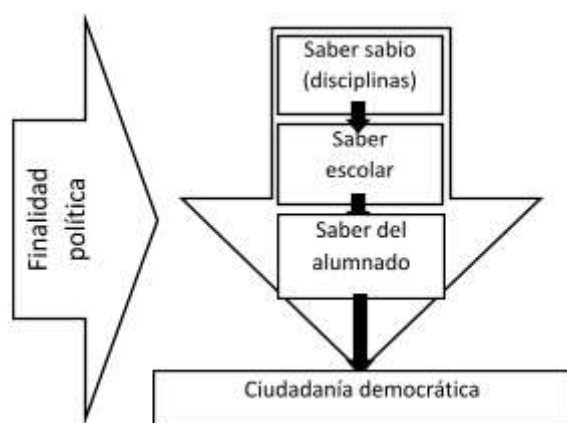 Finalidad
política
Saber sabio
(disciplinas)
Saber
escolar
Saber del
alumnado
Ciudadanía democrática